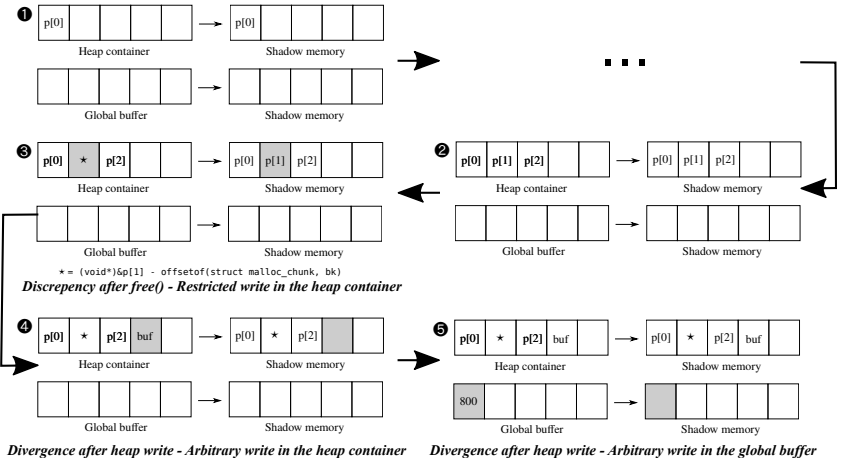 ❶ p[0] p[0]
Heap container Shadow memory
Global buffer Shadow memory
...
❷ p[0] p[1] p[2] p[0] p[1] p[2]
Heap container Shadow memory
Global buffer Shadow memory
❸ p[0] ⋆ p[2] p[0] p[1] p[2]
Heap container Shadow memory
Global buffer Shadow memory
⋆ = (void*)&p[1] - offsetof(struct malloc_chunk, bk)
Discrepency after free() - Restricted write in the heap container
❹ p[0] ⋆ p[2] buf p[0] ⋆ p[2]
Heap container Shadow memory
Global buffer Shadow memory
Divergence after heap write - Arbitrary write in the heap container
❺ p[0] ⋆ p[2] buf p[0] ⋆ p[2] buf
Heap container Shadow memory
800
Global buffer Shadow memory
Divergence after heap write - Arbitrary write in the global buffer